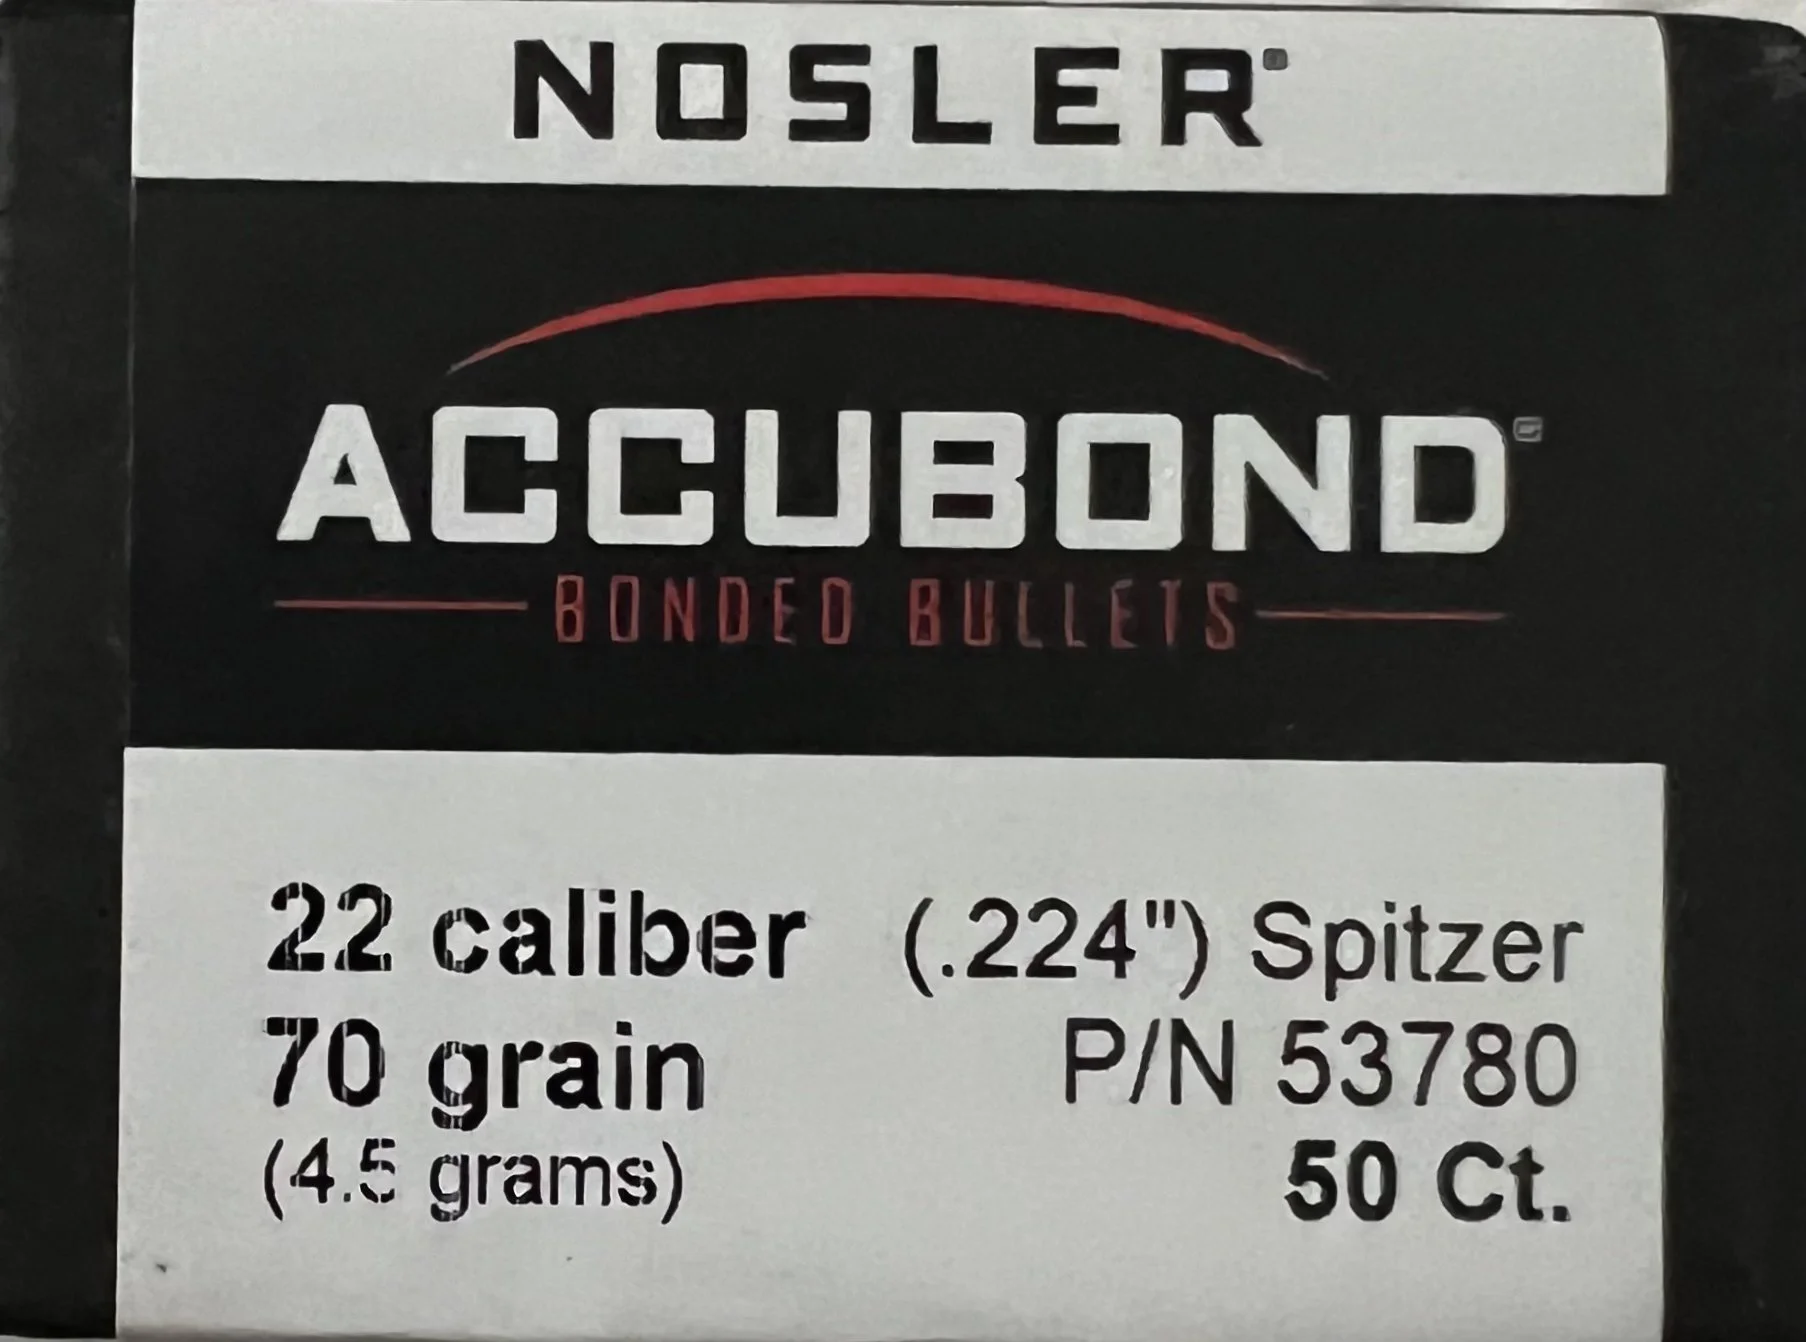 NOSLER
ACCUBOND
BONDED BULLETS
22 caliber (.224") Spitzer
70 grain P/N 53780
(4.5 grams) 50 Ct.